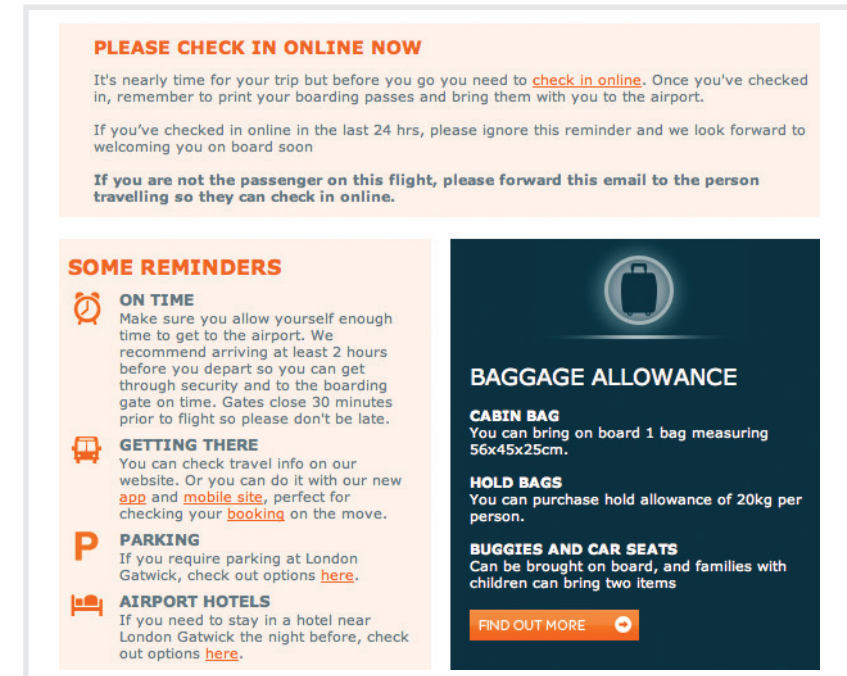 PLEASE CHECK IN ONLINE NOW
It's nearly time for your trip but before you go you need to check in online. Once you've checked
in, remember to print your boarding passes and bring them with you to the airport.
If you’ve checked in online in the last 24 hrs, please ignore this reminder and we look forward to
welcoming you on board soon
If you are not the passenger on this flight, please forward this email to the person
travelling so they can check in online.
SOME REMINDERS
ON TIME
Make sure you allow yourself enough
time to get to the airport. We
recommend arriving at least 2 hours
before you depart so you can get
through security and to the boarding
gate on time. Gates close 30 minutes
prior to flight so please don't be late.
GETTING THERE
You can check travel info on our
website. Or you can do it with our new
app and mobile site, perfect for
checking your booking on the move.
P
PARKING
If you require parking at London
Gatwick, check out options here.
AIRPORT HOTELS
If you need to stay in a hotel near
London Gatwick the night before, check
out options here.
BAGGAGE ALLOWANCE
CABIN BAG
You can bring on board 1 bag measuring
56x45x25cm.
HOLD BAGS
You can purchase hold allowance of 20kg per
person.
BUGGIES AND CAR SEATS
Can be brought on board, and families with
children can bring two items
FIND OUT MORE